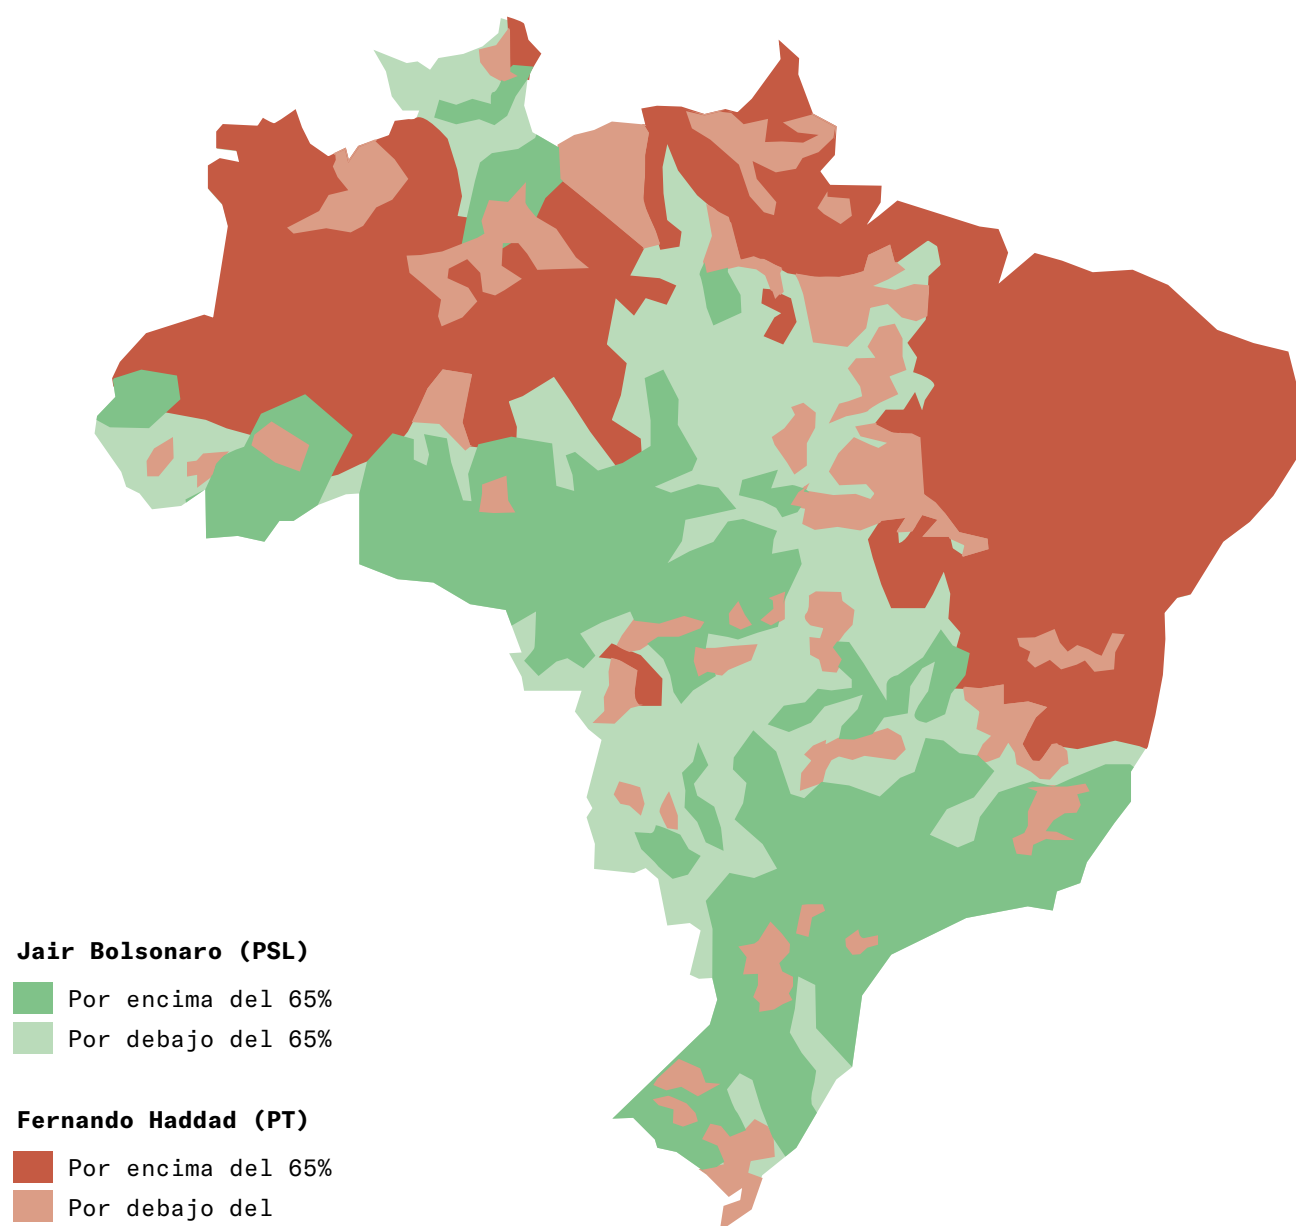 Jair Bolsonaro (PSL)
Por encima del 65%
Por debajo del 65%
Fernando Haddad (PT)
Por encima del 65%
Por debajo del